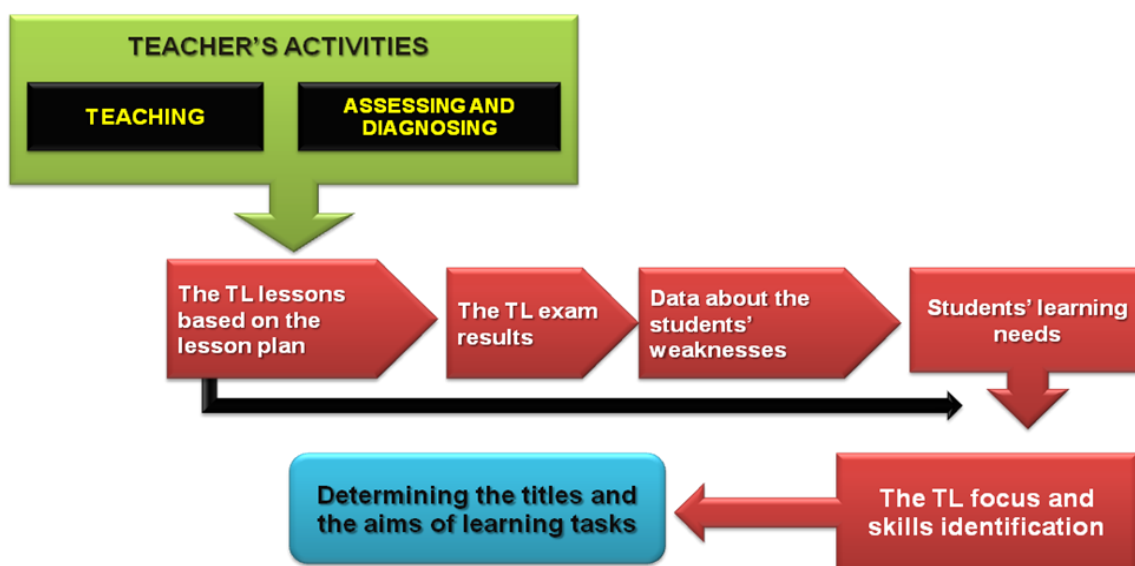 TEACHER'S ACTIVITIES
TEACHING
ASSESSING AND
DIAGNOSING
The TL lessons
based on the
lesson plan
The TL exam
results
Data about the
students'
weaknesses
Students' learning
needs
The TL focus and
skills identification
Determining the titles and
the aims of learning tasks